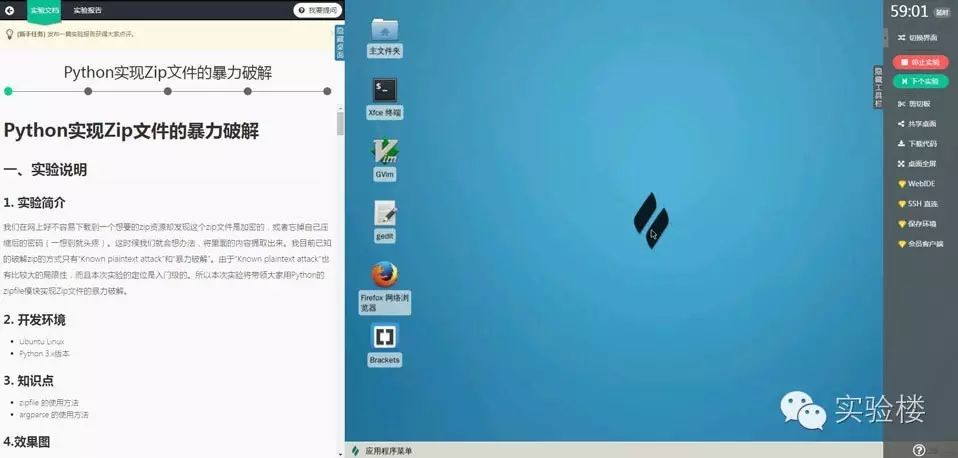 实验文档 实验报告 我要提问
[新手任务] 发布一篇实验报告获得大家点评。
隐藏桌面
Python实现Zip文件的暴力破解
Python实现Zip文件的暴力破解
一、实验说明
1. 实验简介
我们在网上好不容易下载到一个想要的zip资源却发现这个zip文件是加密的，或者忘掉自己压
缩后的密码（一想到就头疼）。这时候我们就会想办法，将里面的内容提取出来。我目前已知
的破解zip的方式只有“Known plaintext attack”和“暴力破解”。由于“Known plaintext attack”也
有比较大的局限性，而且本次实验的定位是入门级的。所以本次实验将带领大家用Python的
zipfile模块实现Zip文件的暴力破解。
2. 开发环境
Ubuntu Linux
Python 3.x版本
3. 知识点
zipfile 的使用方法
argparse 的使用方法
4.效果图
主文件夹
Xfce 终端
GVim
gedit
Firefox 网络浏
览器
Brackets
应用程序菜单
实验楼
隐藏工具栏
59:01 延时
切换界面
停止实验
下个实验
剪切板
共享桌面
下载代码
桌面全屏
WebIDE
SSH 直连
保存环境
会员客户端